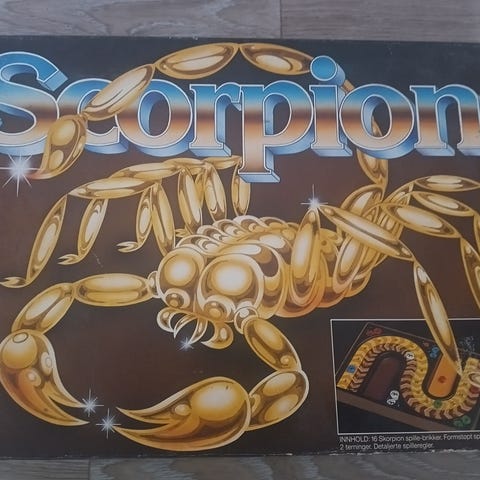 Scorpion
INNHOLD: 16 Skorpion spille-brikker, Formstøpt
2 terninger. Detaljerte spilleregler.